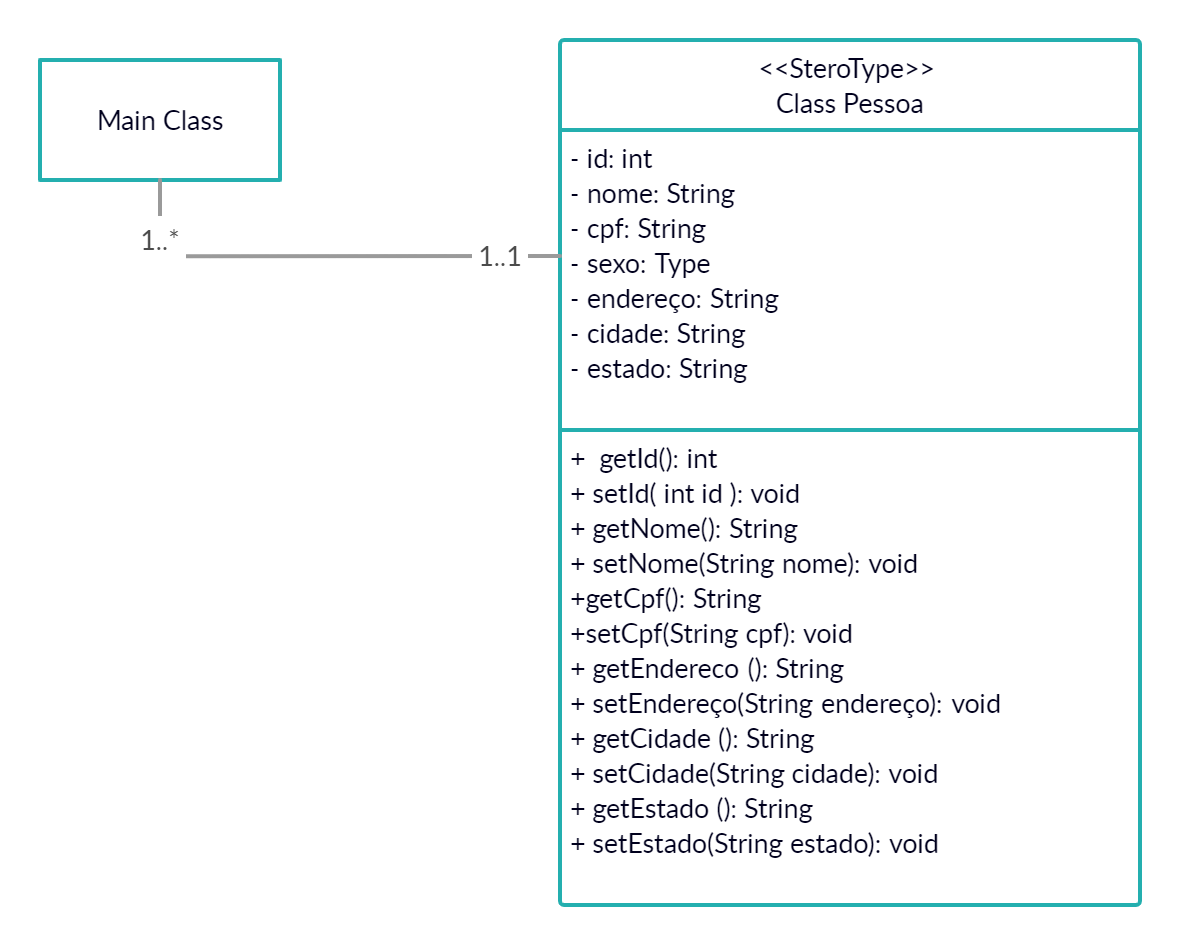 Main Class
1..*
1..1
<<SteroType>>
Class Pessoa
- id: int
- nome: String
- cpf: String
- sexo: Type
- endereço: String
- cidade: String
- estado: String
+  getId(): int
+ setId( int id ): void
+ getNome(): String
+ setNome(String nome): void
+getCpf(): String
+setCpf(String cpf): void
+ getEndereco (): String
+ setEndereço(String endereço): void
+ getCidade (): String
+ setCidade(String cidade): void
+ getEstado (): String
+ setEstado(String estado): void